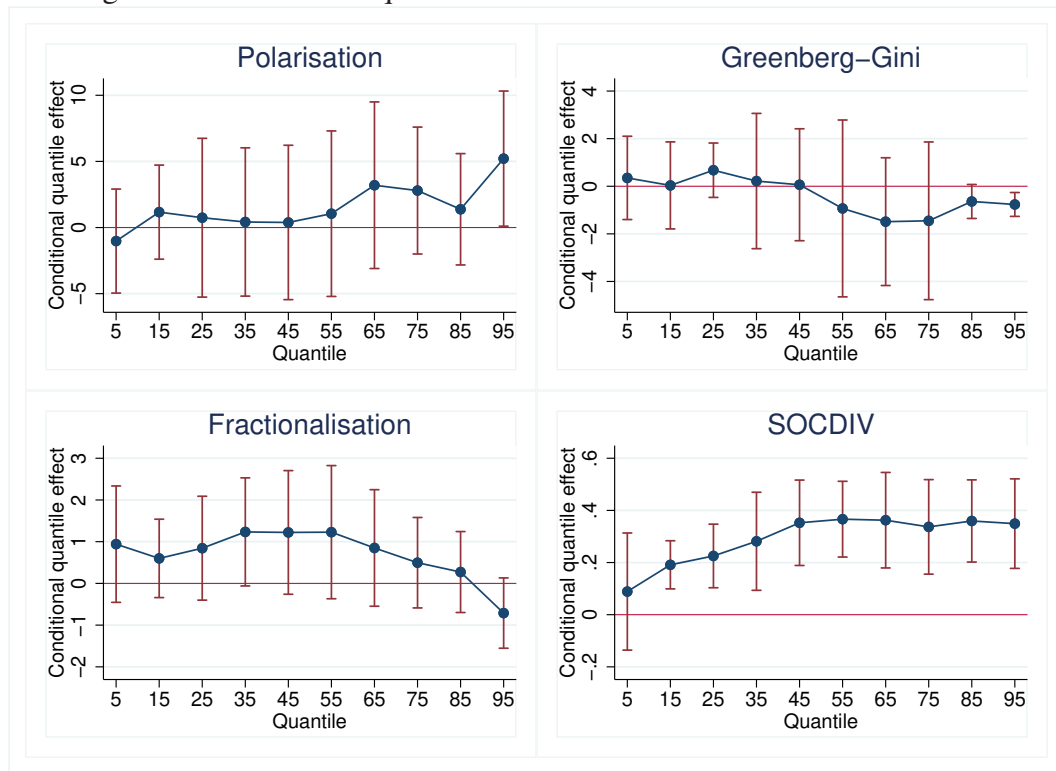 Polarisation
Conditional quantile effect
10
5
0
−5
5 15 25 35 45 55 65 75 85 95
Quantile
Greenberg−Gini
Conditional quantile effect
4
2
0
−2
−4
5 15 25 35 45 55 65 75 85 95
Quantile
Fractionalisation
Conditional quantile effect
3
2
1
0
−1
−2
5 15 25 35 45 55 65 75 85 95
Quantile
SOCDIV
Conditional quantile effect
.6
.4
.2
0
−.2
5 15 25 35 45 55 65 75 85 95
Quantile